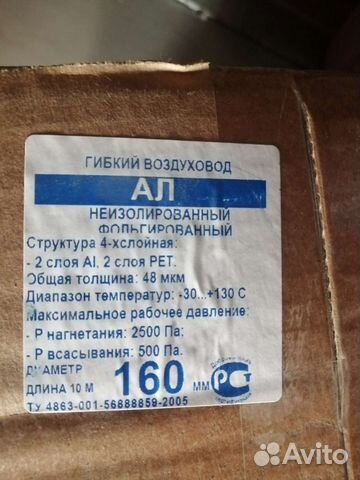 ГИБКИЙ ВОЗДУХОВОД
АЛ
НЕИЗОЛИРОВАННЫЙ
ФОЛЬГИРОВАННЫЙ
Структура 4-хслойная:
- 2 слоя Al, 2 слоя PET.
Общая толщина: 48 мкм
Диапазон температур: -30...+130 С
Максимальное рабочее давление:
- Р нагнетания: 2500 Па:
- Р всасывания: 500 Па.
ДИАМЕТР
ДЛИНА 10 М
160 ММ
РСТ
ТУ 4863-001-56888859-2005
Avito